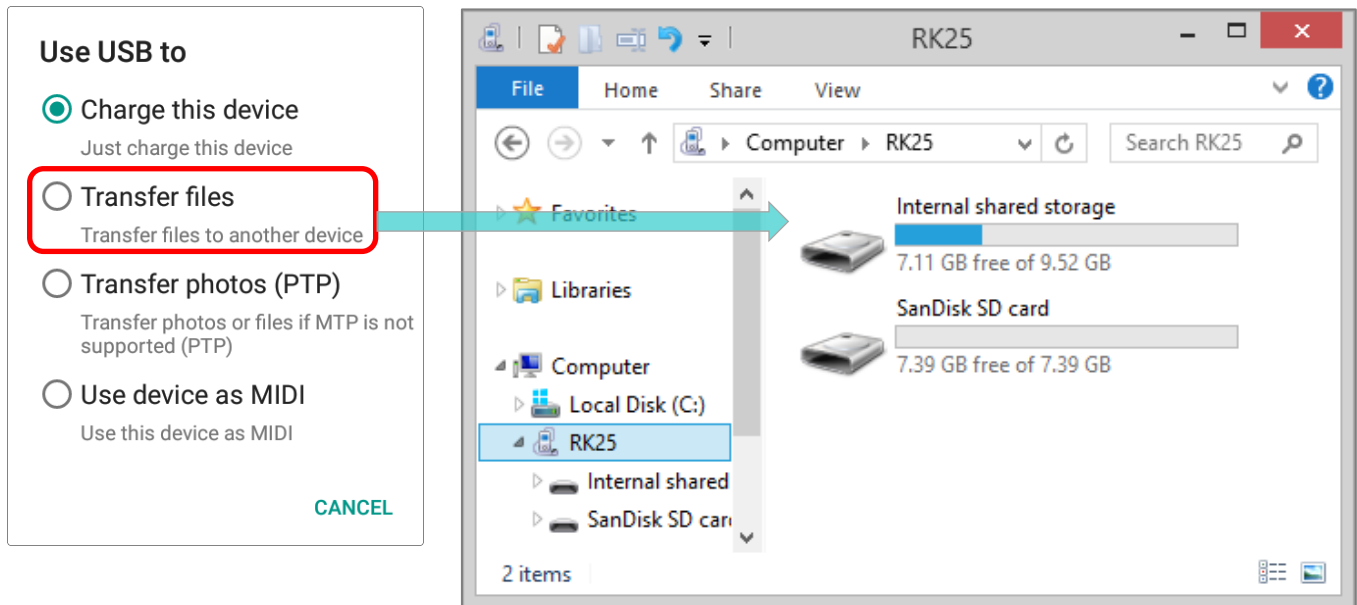 Use USB to
Charge this device
Just charge this device
Transfer files
Transfer files to another device
Transfer photos (PTP)
Transfer photos or files if MTP is not
supported (PTP)
Use device as MIDI
Use this device as MIDI
CANCEL
RK25
File Home Share View
Computer RK25
Search RK25
Favorites
Libraries
Computer
Local Disk (C:)
RK25
Internal shared
SanDisk SD car
Internal shared storage
7.11 GB free of 9.52 GB
SanDisk SD card
7.39 GB free of 7.39 GB
2 items